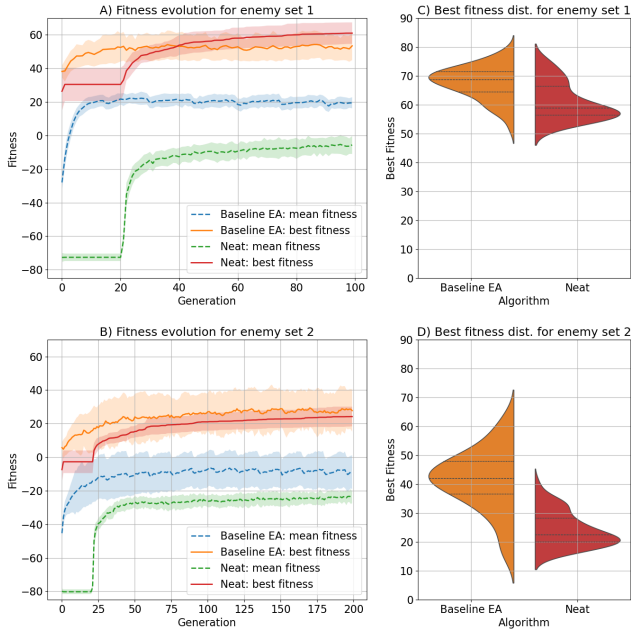 A) Fitness evolution for enemy set 1
60
40
20
0
−20
−40
−60
−80
Fitness
0 20 40 60 80 100
Generation
Baseline EA: mean fitness
Baseline EA: best fitness
Neat: mean fitness
Neat: best fitness
C) Best fitness dist. for enemy set 1
90
80
70
60
50
40
30
20
10
0
Best Fitness
Baseline EA Neat
Algorithm
B) Fitness evolution for enemy set 2
60
40
20
0
−20
−40
−60
−80
Fitness
0 25 50 75 100 125 150 175 200
Generation
Baseline EA: mean fitness
Baseline EA: best fitness
Neat: mean fitness
Neat: best fitness
D) Best fitness dist. for enemy set 2
90
80
70
60
50
40
30
20
10
0
Best Fitness
Baseline EA Neat
Algorithm